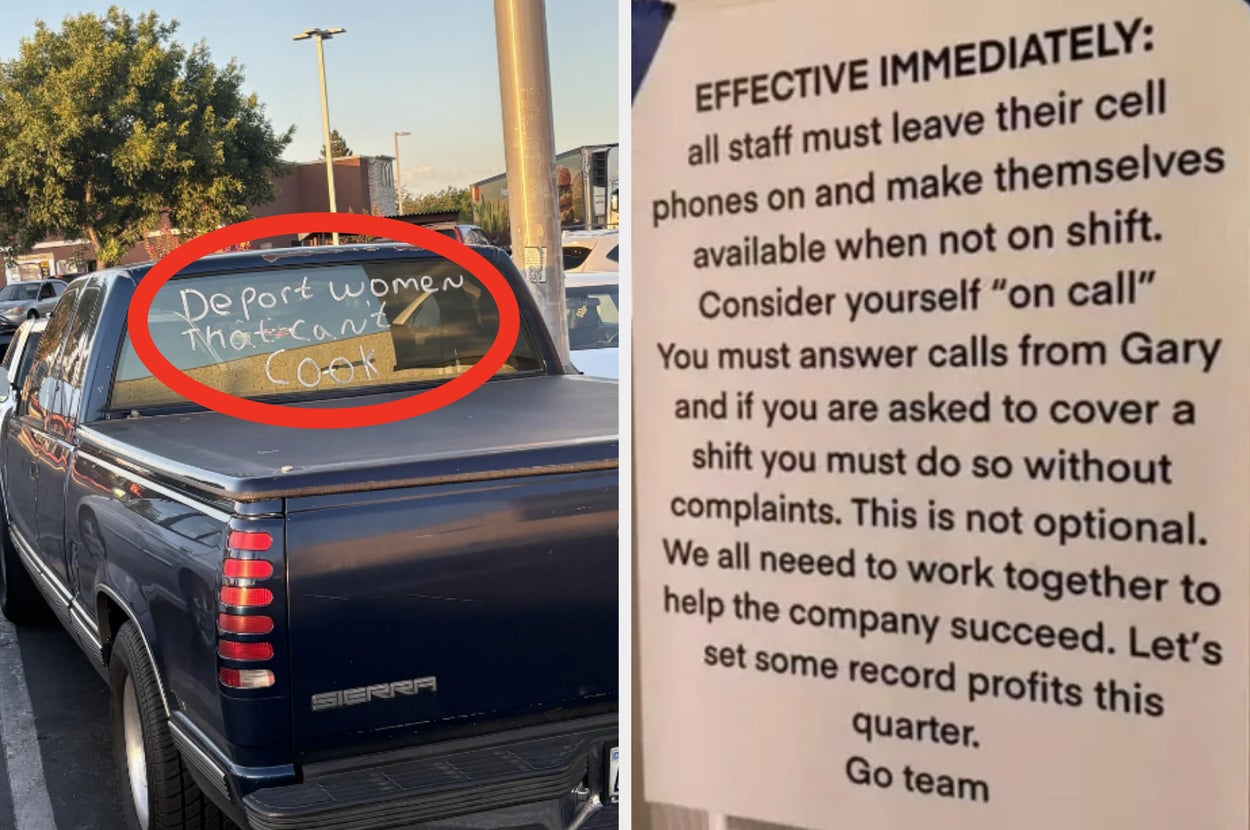 Deport women
That can't
Cook
SIERRA
EFFECTIVE IMMEDIATELY:
all staff must leave their cell
phones on and make themselves
available when not on shift.
Consider yourself "on call"
You must answer calls from Gary
and if you are asked to cover a
shift you must do so without
complaints. This is not optional.
We all neeed to work together to
help the company succeed. Let's
set some record profits this
quarter.
Go team